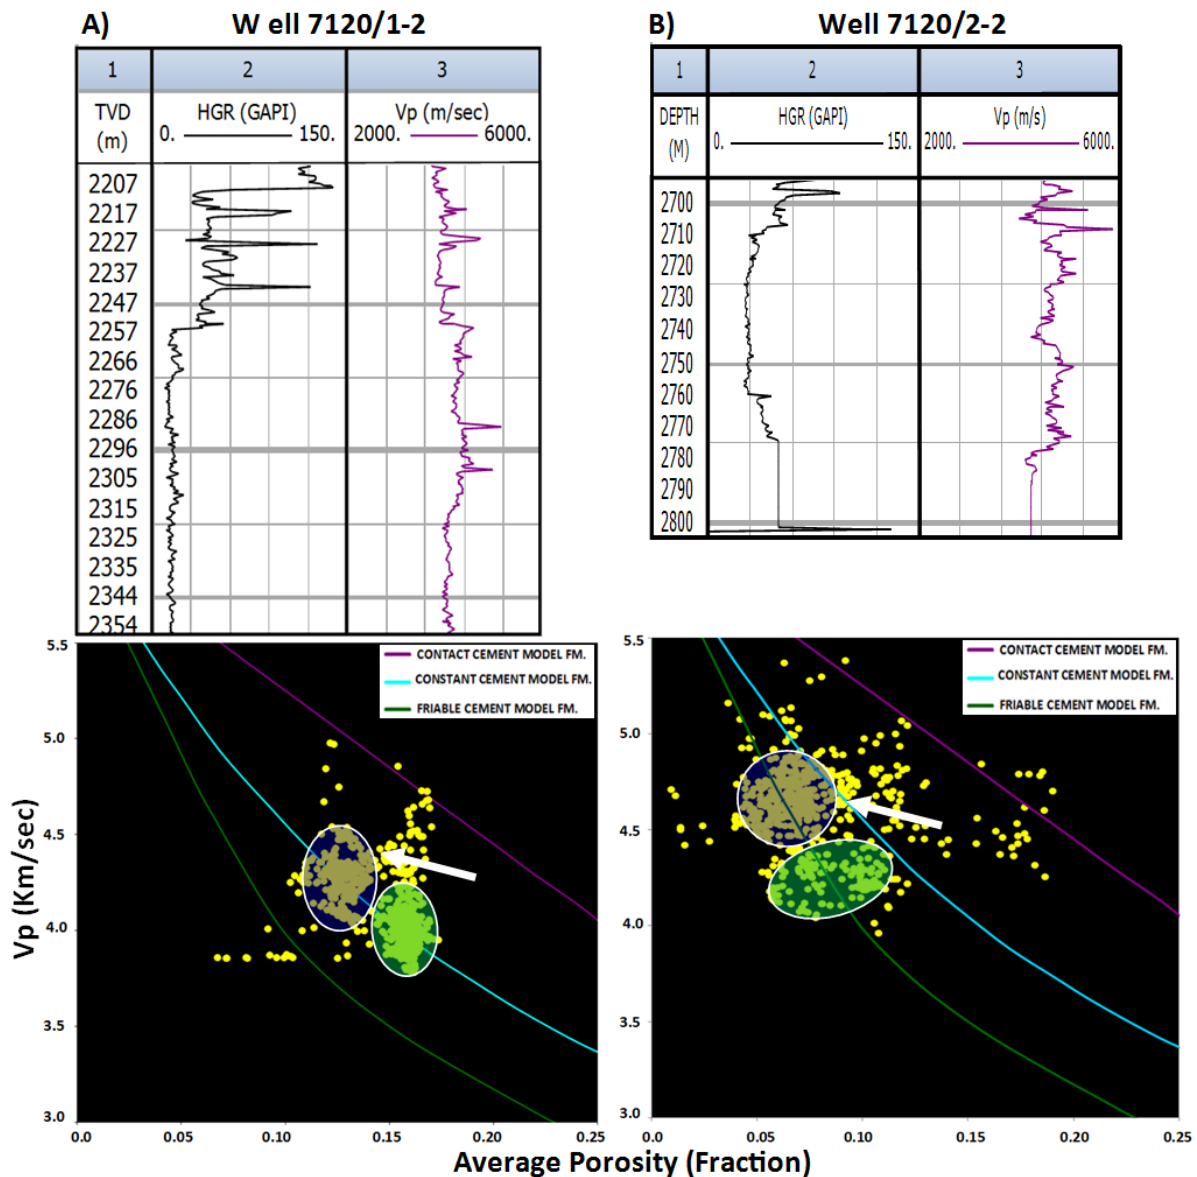 A) W ell 7120/1-2
1 2 3
TVD (m) HGR (GAPI) Vp (m/sec)
0. 150. 2000. 6000.
2207
2217
2227
2237
2247
2257
2266
2276
2286
2296
2305
2315
2325
2335
2344
2354
B) Well 7120/2-2
1 2 3
DEPTH (M) HGR (GAPI) Vp (m/s)
0. 150. 2000. 6000.
2700
2710
2720
2730
2740
2750
2760
2770
2780
2790
2800
5.5
5.0
4.5
4.0
3.5
3.0
CONTACT CEMENT MODEL FM.
CONSTANT CEMENT MODEL FM.
FRIABLE CEMENT MODEL FM.
0.0 0.05 0.10 0.15 0.20 0.25
5.5
5.0
4.5
4.0
3.5
3.0
CONTACT CEMENT MODEL FM.
CONSTANT CEMENT MODEL FM.
FRIABLE CEMENT MODEL FM.
0.0 0.05 0.10 0.15 0.20 0.25
Vp (Km/sec)
Average Porosity (Fraction)